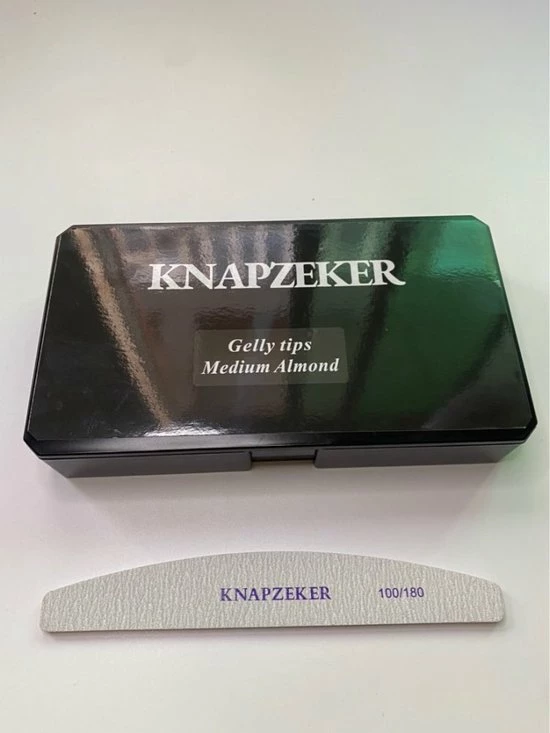 KNAPZEKER
Gelly tips
Medium Almond
KNAPZEKER 100/180